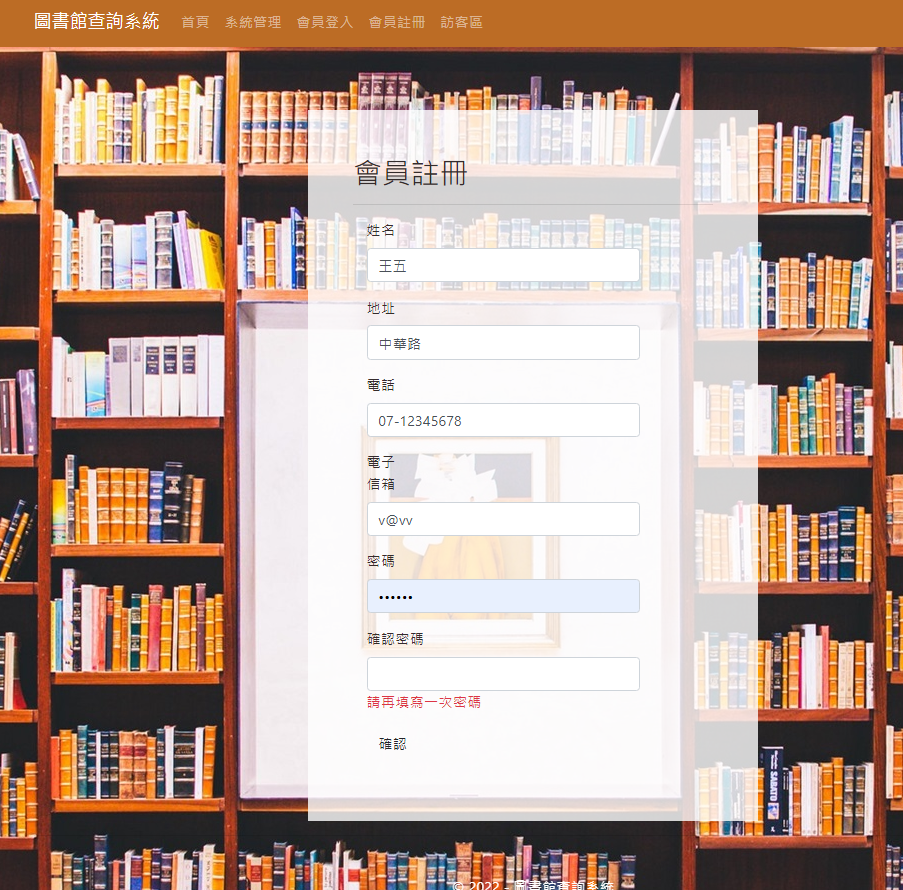 圖書館查詢系統 首頁 系統管理 會員登入 會員註冊 訪客區
會員註冊
姓名
王五
地址
中華路
電話
07-12345678
電子
信箱
v@vv
密碼
••••••
確認密碼
請再填寫一次密碼
確認
SABATO
© 2022 - 圖書館查詢系統